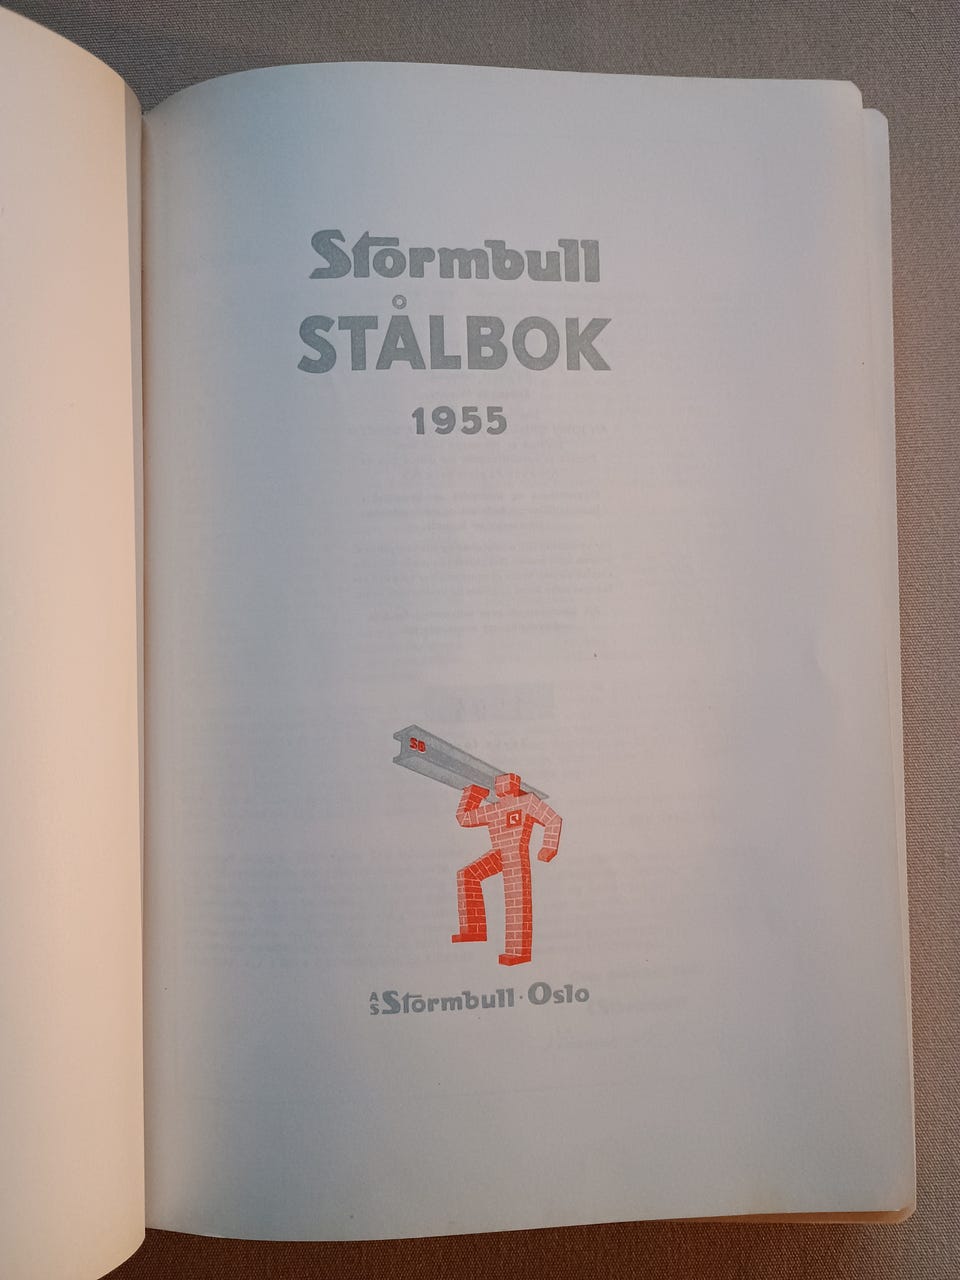 Stormbull
STÅLBOK
1955
SB
A/S Stormbull · Oslo